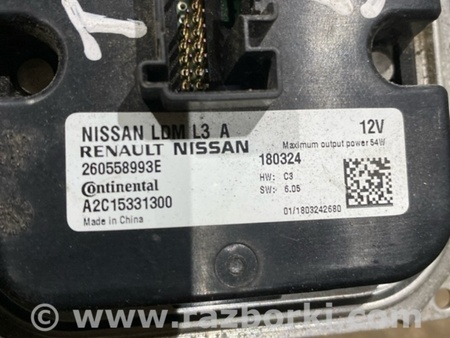 NISSAN LDM L3 A 12V
RENAULT NISSAN Maximum output power 54W
260558993E 180324
Continental HW: C3
A2C15331300 SW: 6.05
Made in China 01/1803242680
www.razborki.com